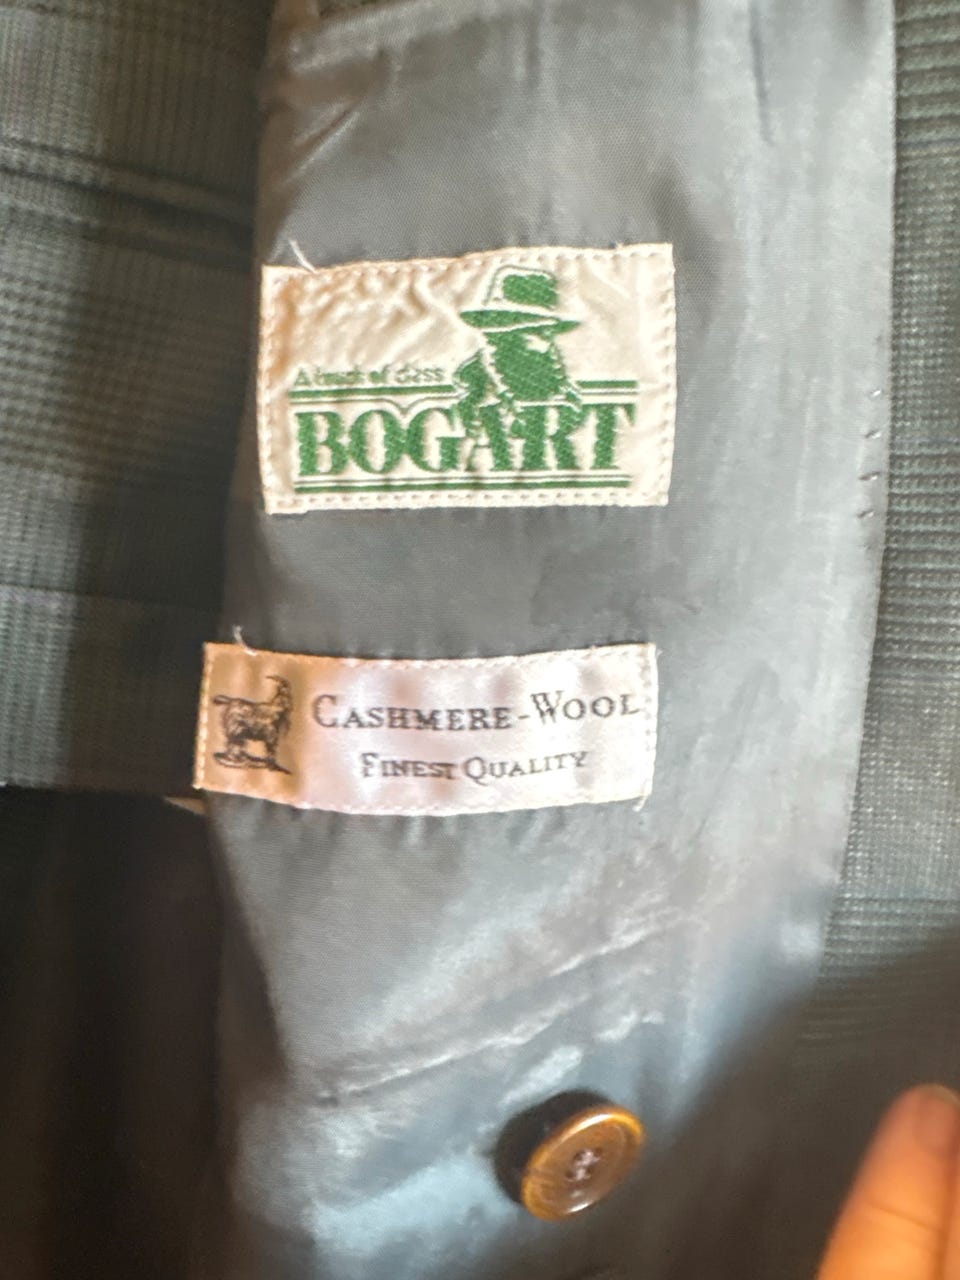 A touch of class
BOGART
CASHMERE-WOOL
FINEST QUALITY